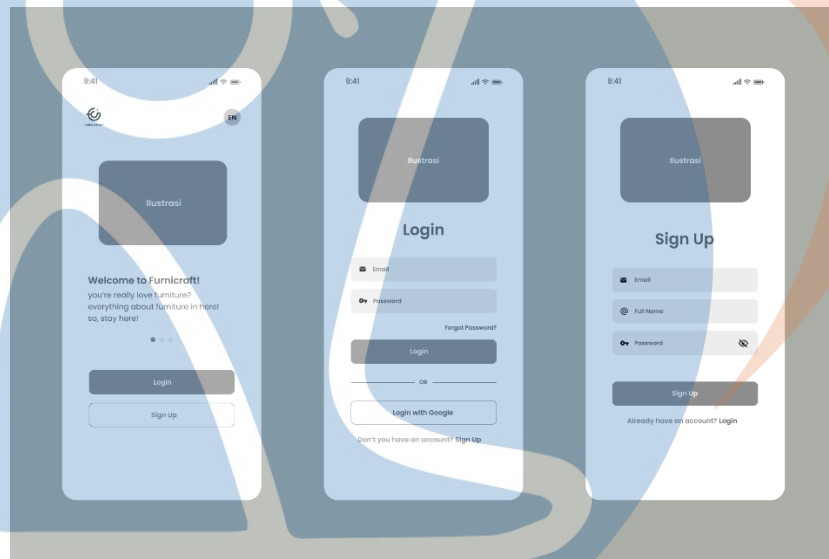 9:41
EN
Ilustrasi
Welcome to Furnicraft!
you're really love furniture?
everything about furniture in here!
so, stay here!
Login
Sign Up
9:41
Ilustrasi
Login
Email
Password
Forgot Password?
Login
OR
Login with Google
Don't you have an account? Sign Up
9:41
Ilustrasi
Sign Up
Email
Full Name
Password
Sign Up
Already have an account? Login